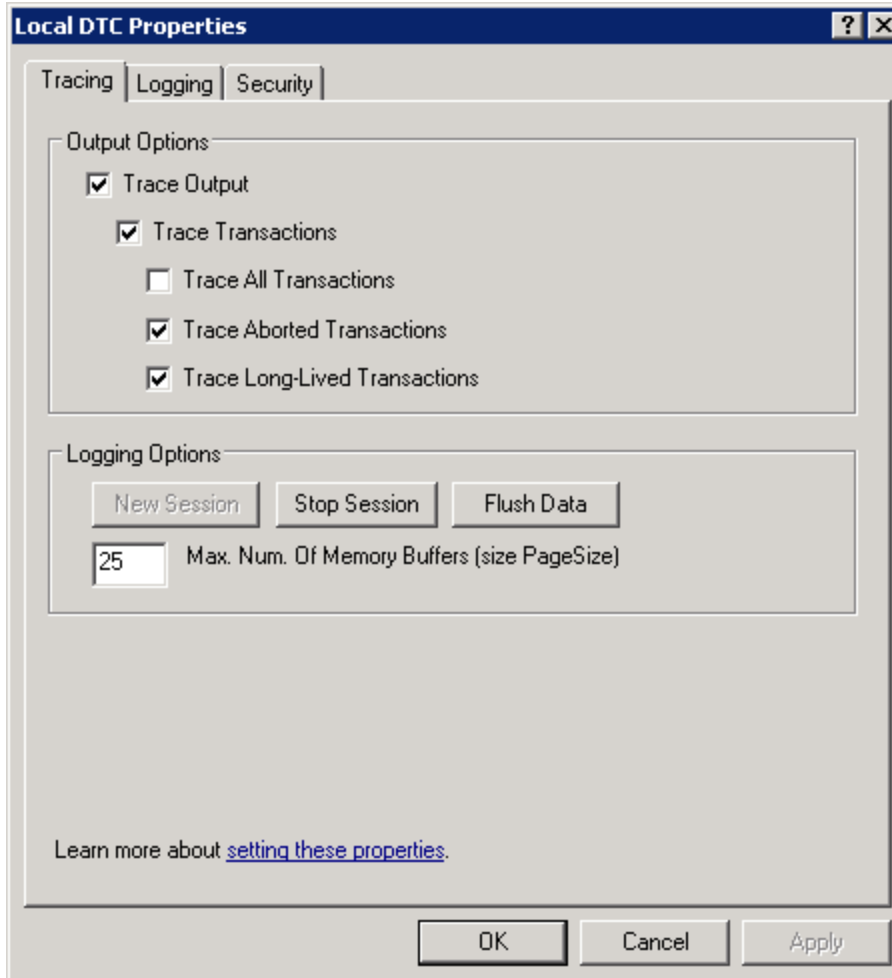 Local DTC Properties
Tracing Logging Security
Output Options
Trace Output
Trace Transactions
Trace All Transactions
Trace Aborted Transactions
Trace Long-Lived Transactions
Logging Options
New Session Stop Session Flush Data
25 Max. Num. Of Memory Buffers (size PageSize)
Learn more about setting these properties.
OK Cancel Apply